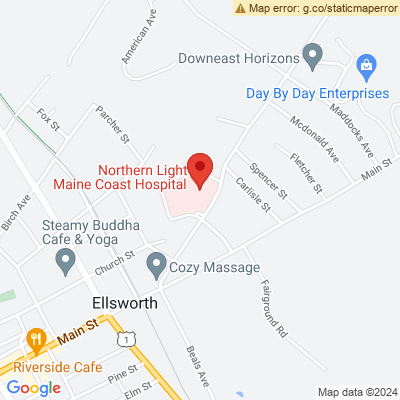 Map error: g.co/staticmaperror
American Ave
Downeast Horizons
Day By Day Enterprises
Maddocks Ave
Fox St
Parcher St
Mcdonald Ave
Fletcher St
Northern Light
Maine Coast Hospital
Spencer St
Carlisle St
Main St
Birch Ave
Steamy Buddha
Cafe & Yoga
Church St
Cozy Massage
Ellsworth
Fairground Rd
Main St
1
Riverside Cafe
Beals Ave
Pine St
Elm St
Google
Map data ©2024